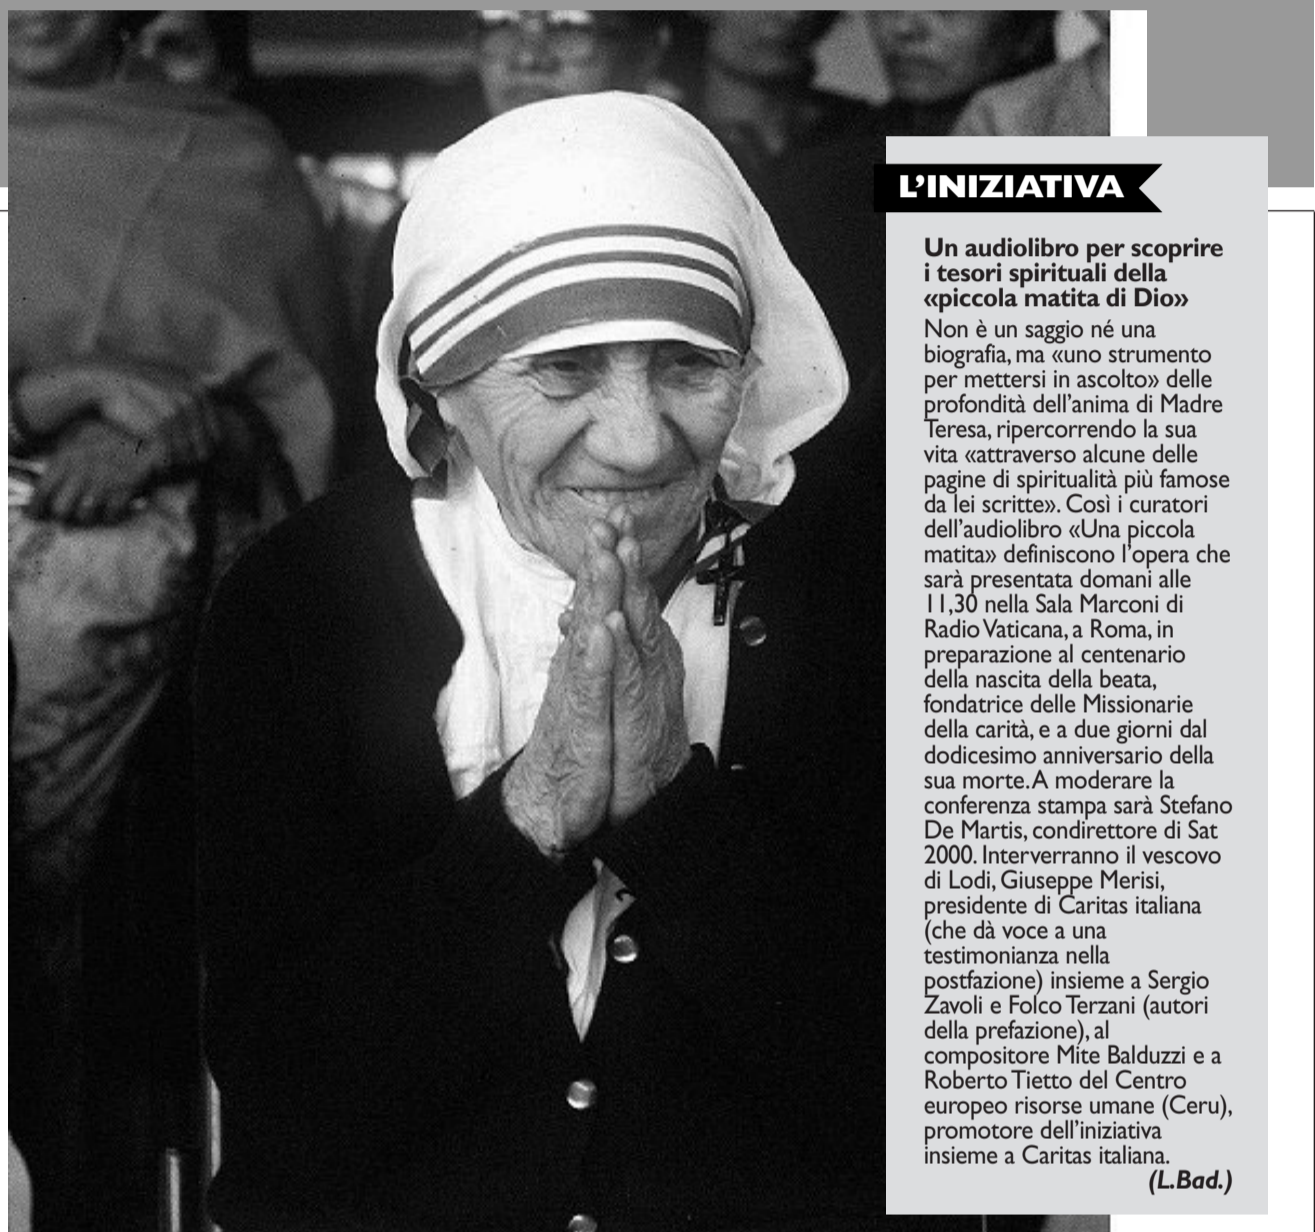 L’INIZIATIVA
Un audiolibro per scoprire
i tesori spirituali della
«piccola matita di Dio»
Non è un saggio né una
biografia, ma «uno strumento
per mettersi in ascolto» delle
profondità dell’anima di Madre
Teresa, ripercorrendo la sua
vita «attraverso alcune delle
pagine di spiritualità più famose
da lei scritte». Così i curatori
dell’audiolibro «Una piccola
matita» definiscono l’opera che
sarà presentata domani alle
11,30 nella Sala Marconi di
Radio Vaticana, a Roma, in
preparazione al centenario
della nascita della beata,
fondatrice delle Missionarie
della carità, e a due giorni dal
dodicesimo anniversario della
sua morte. A moderare la
conferenza stampa sarà Stefano
De Martis, condirettore di Sat
2000. Interverranno il vescovo
di Lodi, Giuseppe Merisi,
presidente di Caritas italiana
(che dà voce a una
testimonianza nella
postfazione) insieme a Sergio
Zavoli e Folco Terzani (autori
della prefazione), al
compositore Mite Balduzzi e a
Roberto Tietto del Centro
europeo risorse umane (Ceru),
promotore dell’iniziativa
insieme a Caritas italiana.
(L.Bad.)